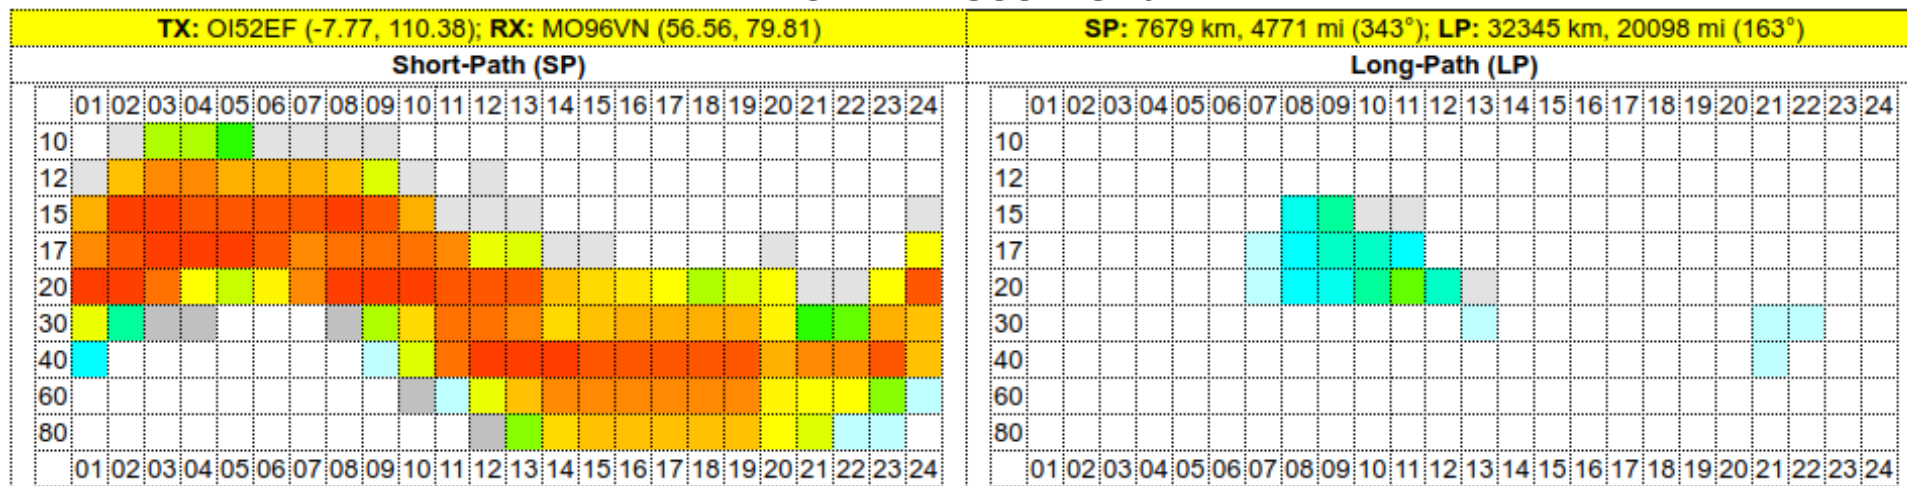 TX: OI52EF (-7.77, 110.38); RX: MO96VN (56.56, 79.81) SP: 7679 km, 4771 mi (343°); LP: 32345 km, 20098 mi (163°)
Short-Path (SP) Long-Path (LP)
01 02 03 04 05 06 07 08 09 10 11 12 13 14 15 16 17 18 19 20 21 22 23 24 01 02 03 04 05 06 07 08 09 10 11 12 13 14 15 16 17 18 19 20 21 22 23 24
10 10
12 12
15 15
17 17
20 20
30 30
40 40
60 60
80 80
01 02 03 04 05 06 07 08 09 10 11 12 13 14 15 16 17 18 19 20 21 22 23 24 01 02 03 04 05 06 07 08 09 10 11 12 13 14 15 16 17 18 19 20 21 22 23 24